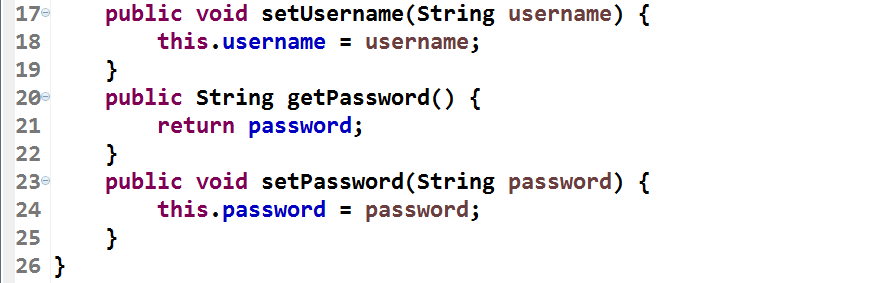 17 public void setUsername(String username) {
18 this.username = username;
19 }
20 public String getPassword() {
21 return password;
22 }
23 public void setPassword(String password) {
24 this.password = password;
25 }
26 }